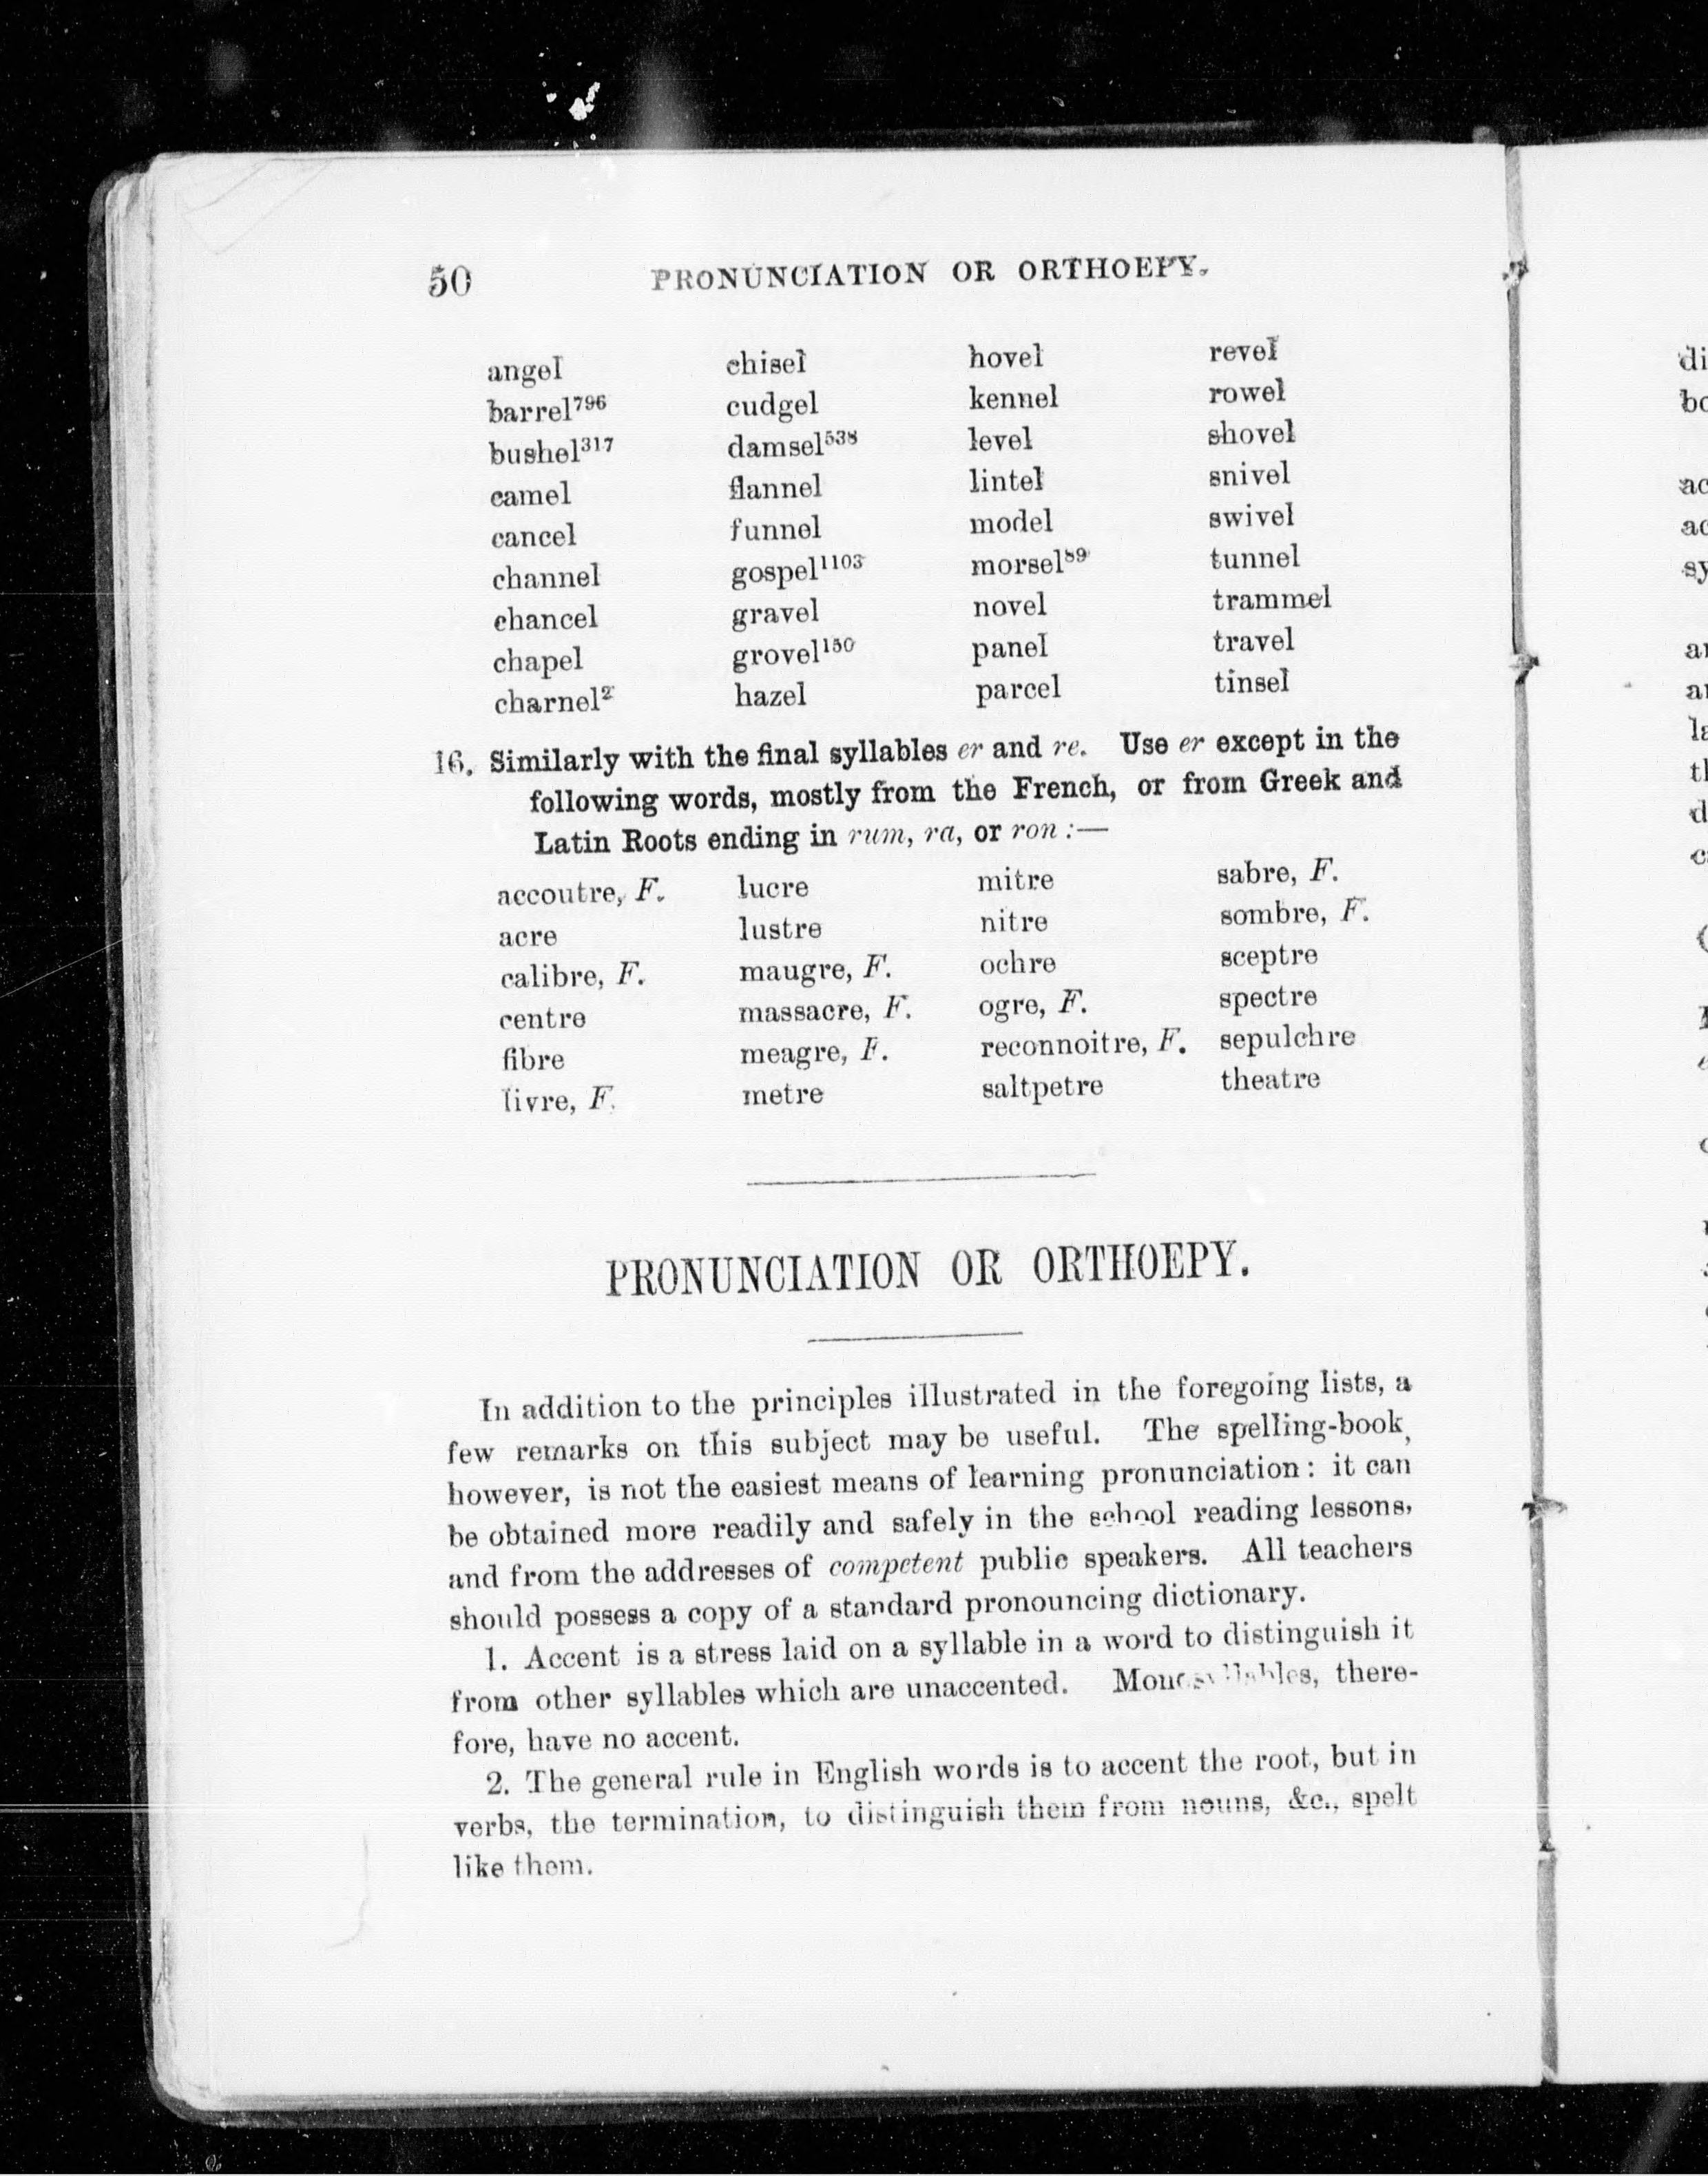 50 PRONUNCIATION OR ORTHOEPY.
angel chisel hovel revel
barrel⁷⁹⁶ cudgel kennel rowel
bushel³¹⁷ damsel⁵³⁸ level shovel
camel flannel lintel snivel
cancel funnel model swivel
channel gospel¹¹⁰³ morsel⁸⁹ tunnel
chancel gravel novel trammel
chapel grovel¹⁵⁰ panel travel
charnel² hazel parcel tinsel
16. Similarly with the final syllables er and re. Use er except in the
following words, mostly from the French, or from Greek and
Latin Roots ending in rum, ra, or ron :—
accoutre, F. lucre mitre sabre, F.
acre lustre nitre sombre, F.
calibre, F. maugre, F. ochre sceptre
centre massacre, F. ogre, F. spectre
fibre meagre, F. reconnoitre, F. sepulchre
livre, F. metre saltpetre theatre
PRONUNCIATION OR ORTHOEPY.
In addition to the principles illustrated in the foregoing lists, a
few remarks on this subject may be useful. The spelling-book,
however, is not the easiest means of learning pronunciation: it can
be obtained more readily and safely in the school reading lessons,
and from the addresses of competent public speakers. All teachers
should possess a copy of a standard pronouncing dictionary.
1. Accent is a stress laid on a syllable in a word to distinguish it
from other syllables which are unaccented. Monosyllables, there-
fore, have no accent.
2. The general rule in English words is to accent the root, but in
verbs, the termination, to distinguish them from nouns, &c., spelt
like them.